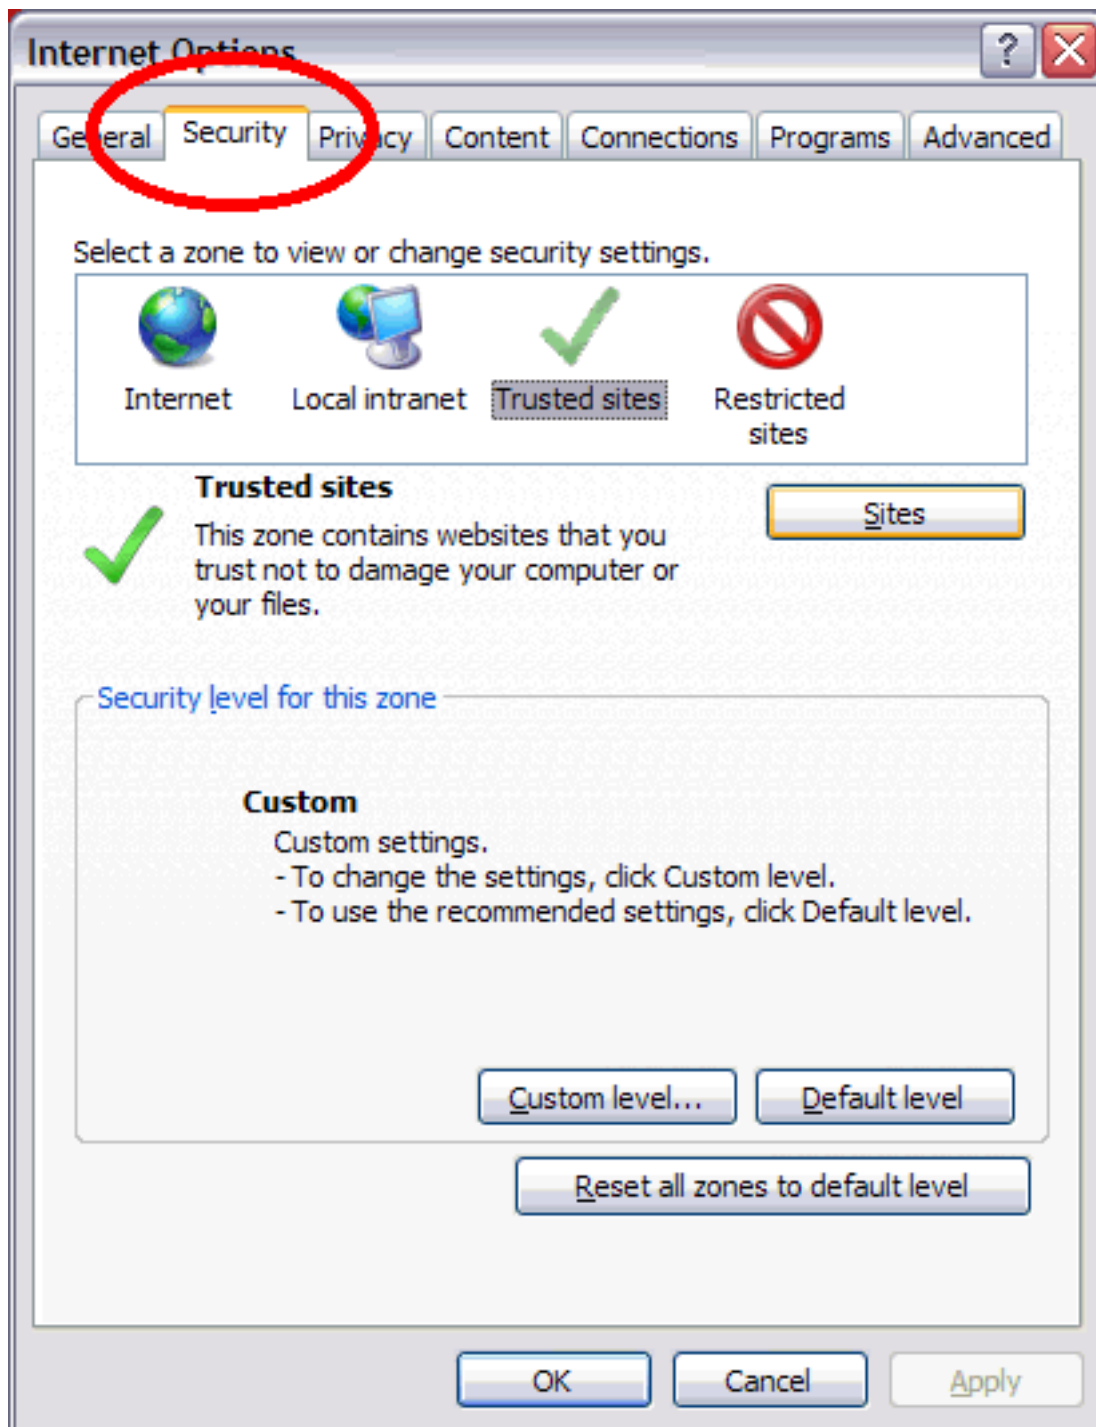 Internet Options
General Security Privacy Content Connections Programs Advanced
Select a zone to view or change security settings.
Internet Local intranet Trusted sites Restricted sites
Trusted sites
Sites
This zone contains websites that you
trust not to damage your computer or
your files.
Security level for this zone
Custom
Custom settings.
- To change the settings, click Custom level.
- To use the recommended settings, click Default level.
Custom level... Default level
Reset all zones to default level
OK Cancel Apply